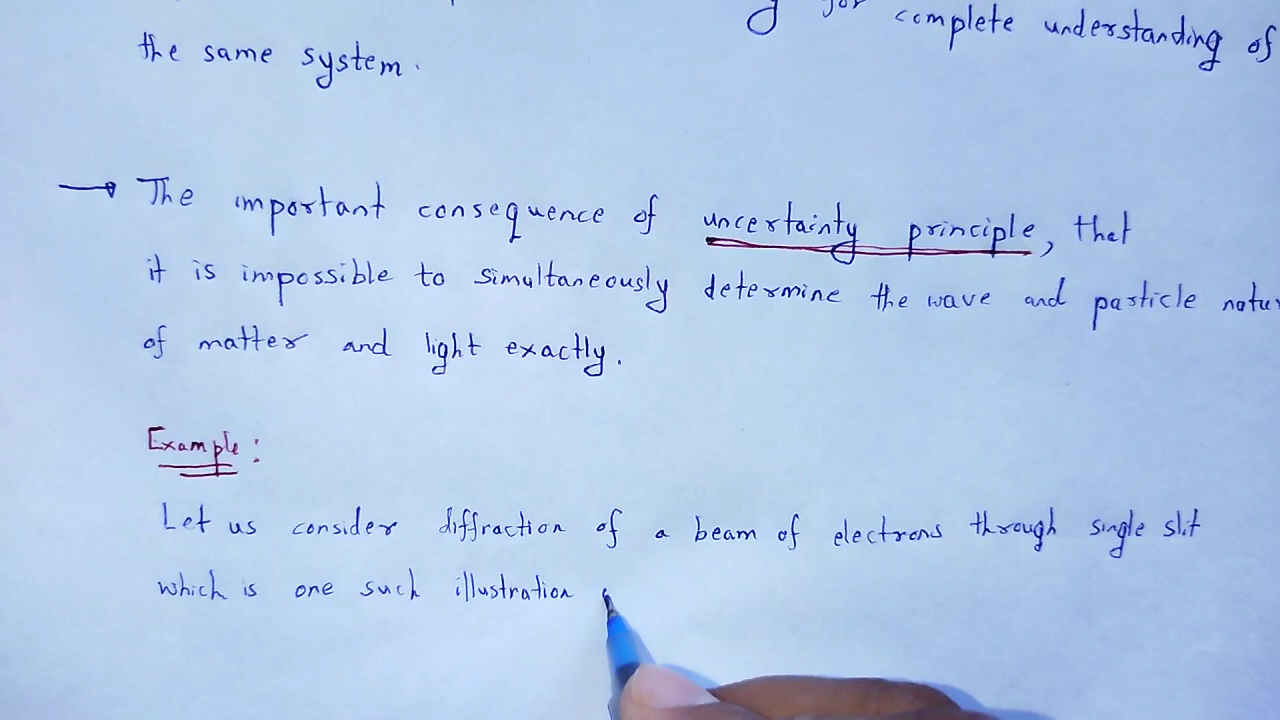 for complete understanding of
the same system.
→ The important consequence of uncertainty principle, that
it is impossible to simultaneously determine the wave and particle natu
of matter and light exactly.
Example:
Let us consider diffraction of a beam of electrons through single slit
which is one such illustration